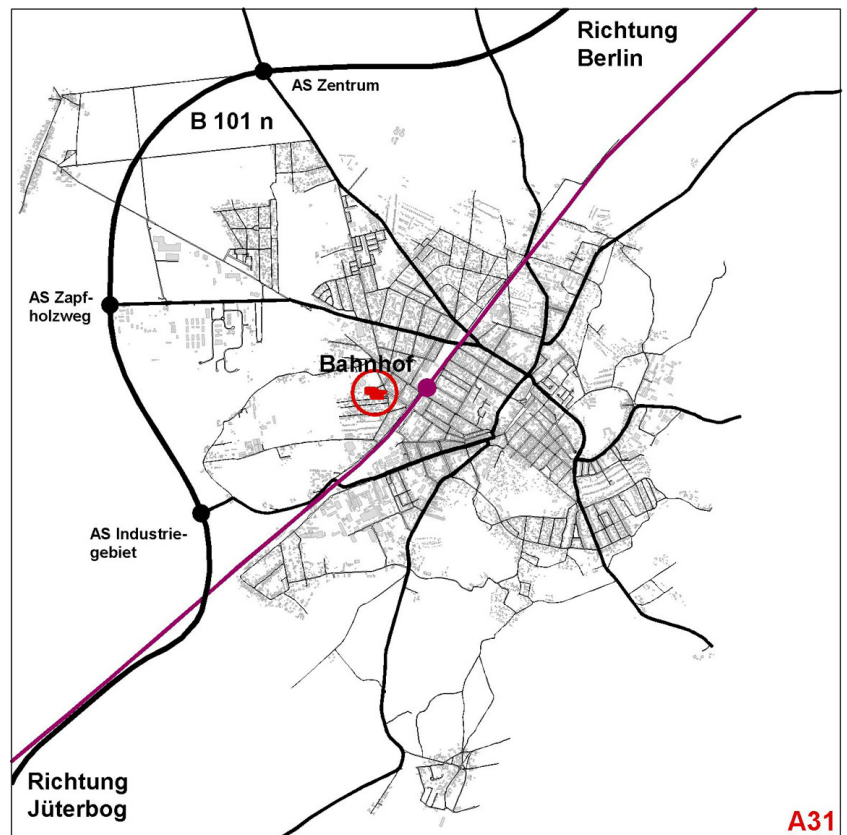 Richtung
Berlin
AS Zentrum
B 101 n
AS Zapf-
holzweg
Bahnhof
AS Industrie-
gebiet
Richtung
Jüterbog
A31